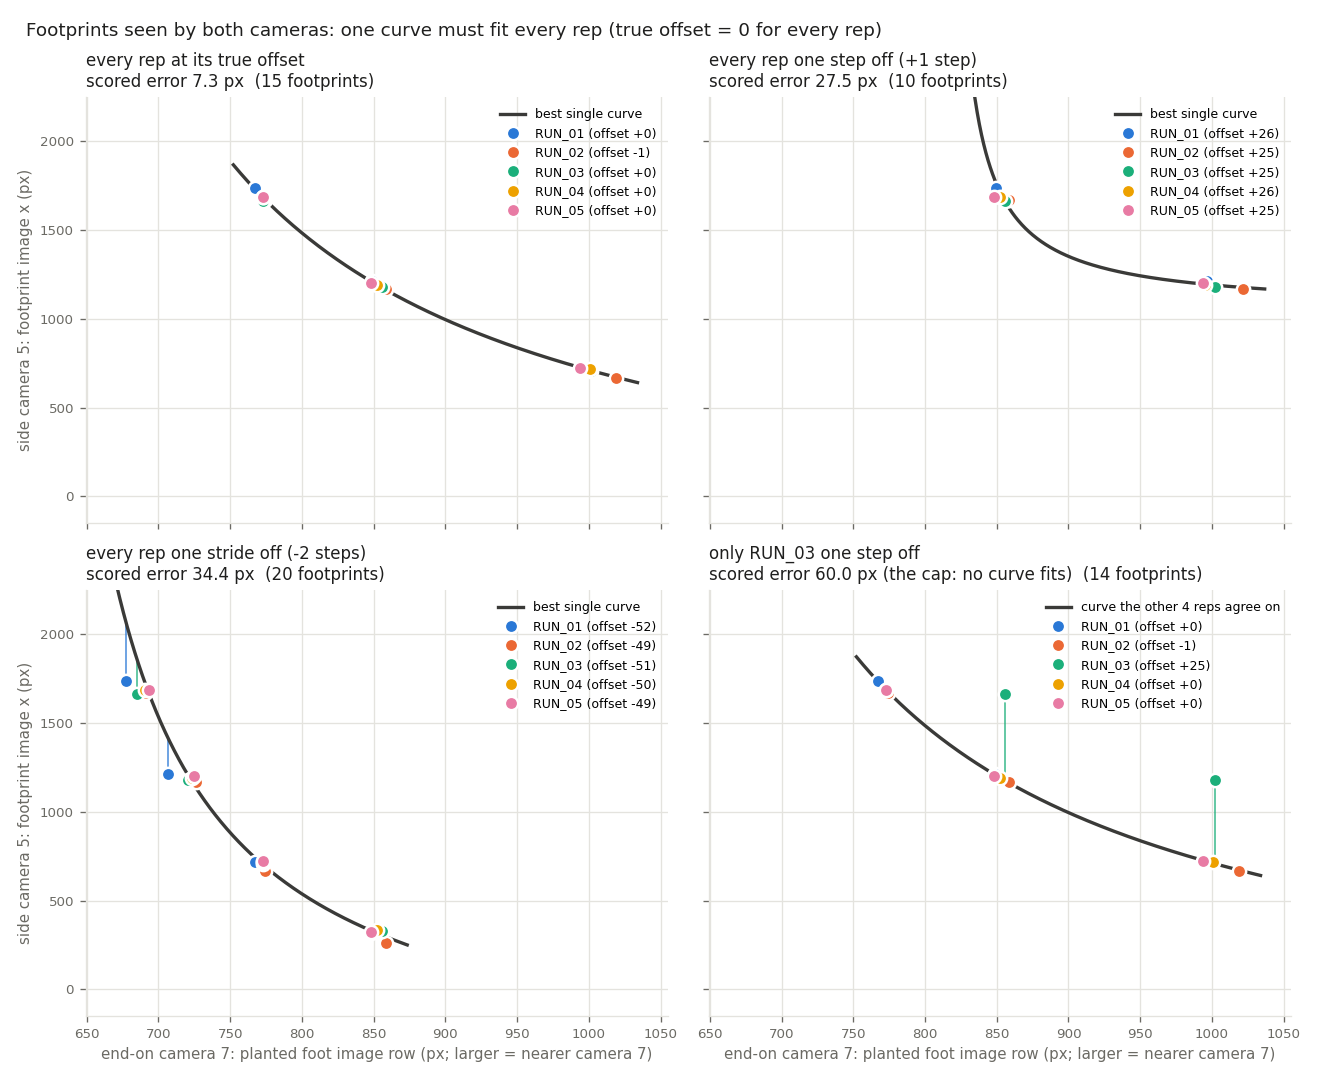 Footprints seen by both cameras: one curve must fit every rep (true offset = 0 for every rep)
every rep at its true offset
scored error 7.3 px  (15 footprints)
best single curve
RUN_01 (offset +0)
RUN_02 (offset -1)
RUN_03 (offset +0)
RUN_04 (offset +0)
RUN_05 (offset +0)
2000
1500
1000
500
0
side camera 5: footprint image x (px)
every rep one step off (+1 step)
scored error 27.5 px  (10 footprints)
best single curve
RUN_01 (offset +26)
RUN_02 (offset +25)
RUN_03 (offset +25)
RUN_04 (offset +26)
RUN_05 (offset +25)
every rep one stride off (-2 steps)
scored error 34.4 px  (20 footprints)
best single curve
RUN_01 (offset -52)
RUN_02 (offset -49)
RUN_03 (offset -51)
RUN_04 (offset -50)
RUN_05 (offset -49)
2000
1500
1000
500
0
side camera 5: footprint image x (px)
650 700 750 800 850 900 950 1000 1050
end-on camera 7: planted foot image row (px; larger = nearer camera 7)
only RUN_03 one step off
scored error 60.0 px (the cap: no curve fits)  (14 footprints)
curve the other 4 reps agree on
RUN_01 (offset +0)
RUN_02 (offset -1)
RUN_03 (offset +25)
RUN_04 (offset +0)
RUN_05 (offset +0)
650 700 750 800 850 900 950 1000 1050
end-on camera 7: planted foot image row (px; larger = nearer camera 7)